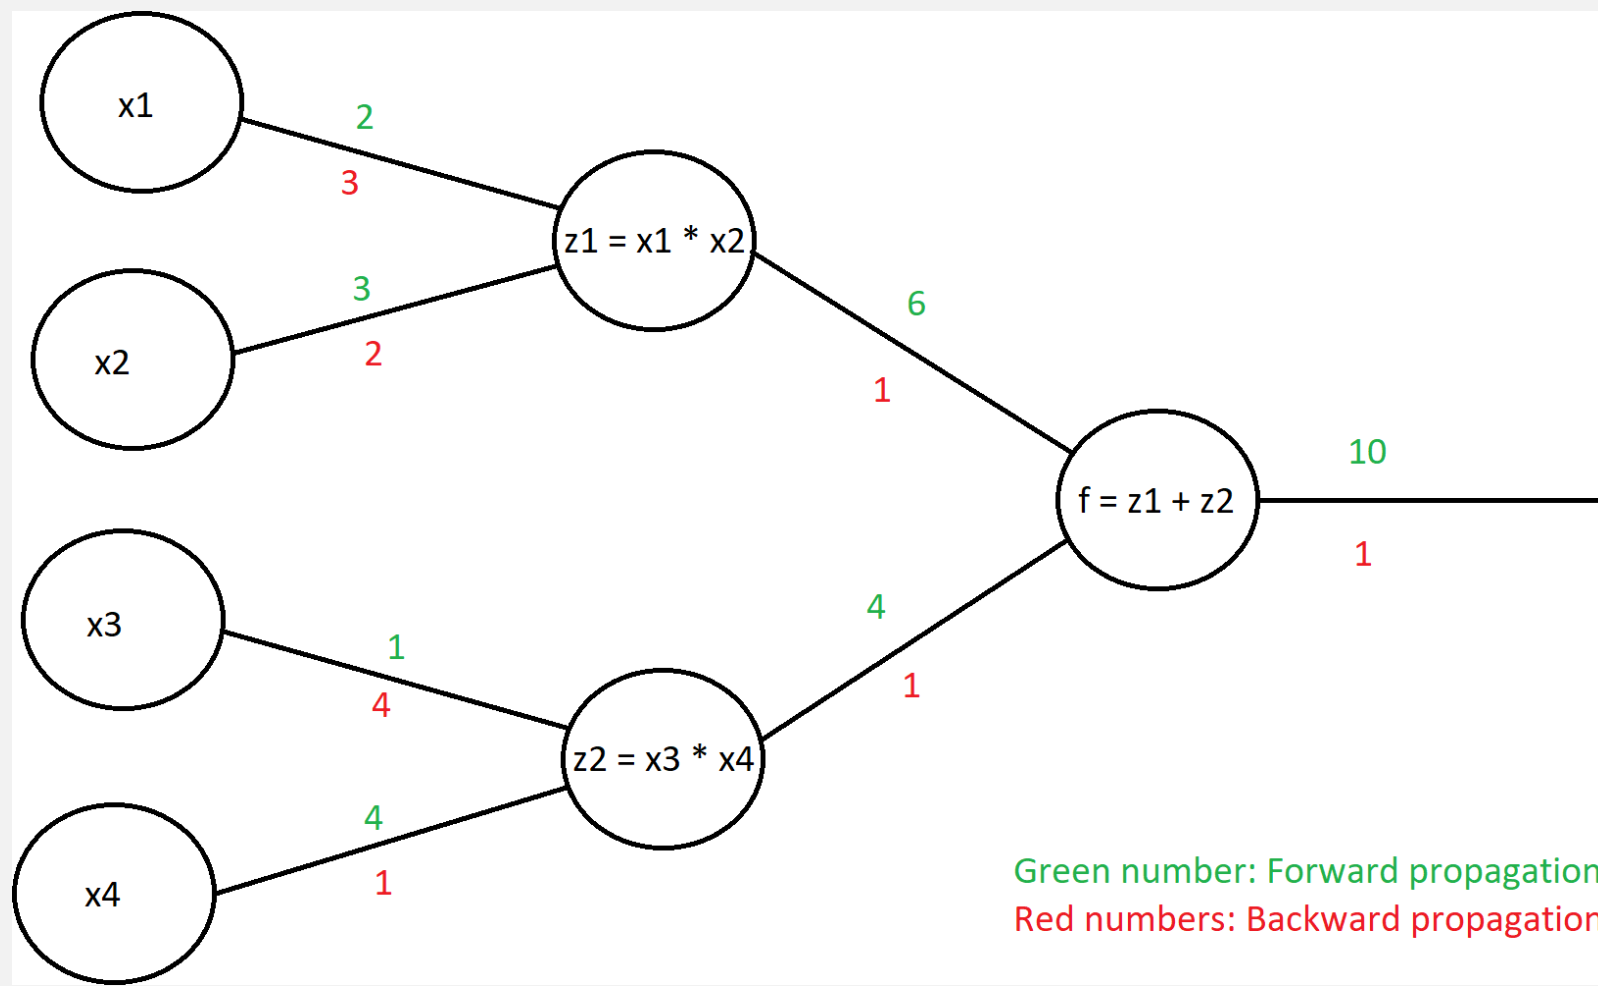 x1
2
3
z1 = x1 * x2
x2
3
2
6
1
f = z1 + z2
10
1
x3
1
4
4
1
z2 = x3 * x4
x4
4
1
Green number: Forward propagation
Red numbers: Backward propagation